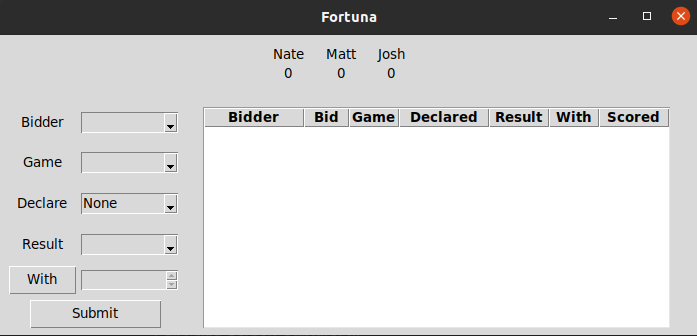 Fortuna
Nate Matt Josh
0 0 0
Bidder
Game
Declare None
Result
With
Submit
Bidder Bid Game Declared Result With Scored